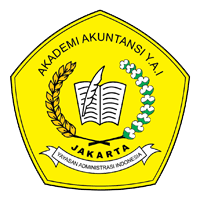 AKADEMI AKUNTANSI Y.A.I
JAKARTA
YAYASAN ADMINISTRASI INDONESIA